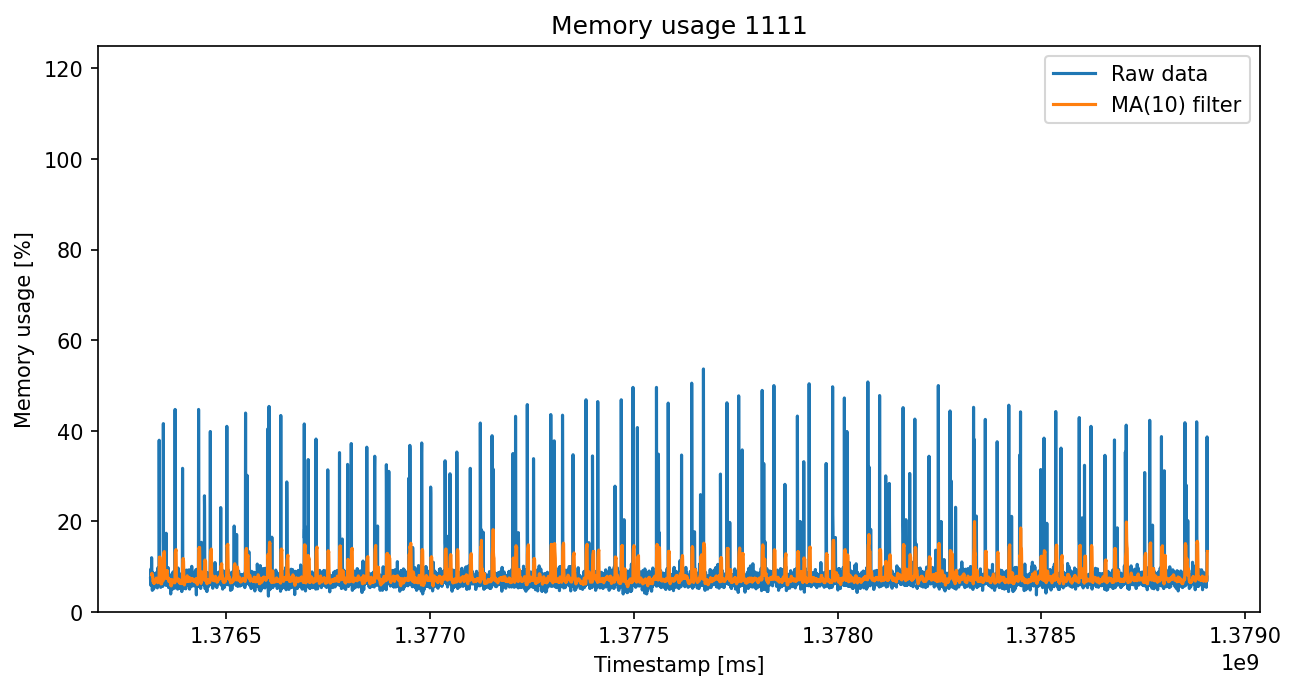 Memory usage 1111
Raw data
MA(10) filter
Memory usage [%]
120
100
80
60
40
20
0
1.3765 1.3770 1.3775 1.3780 1.3785 1.3790
1e9
Timestamp [ms]